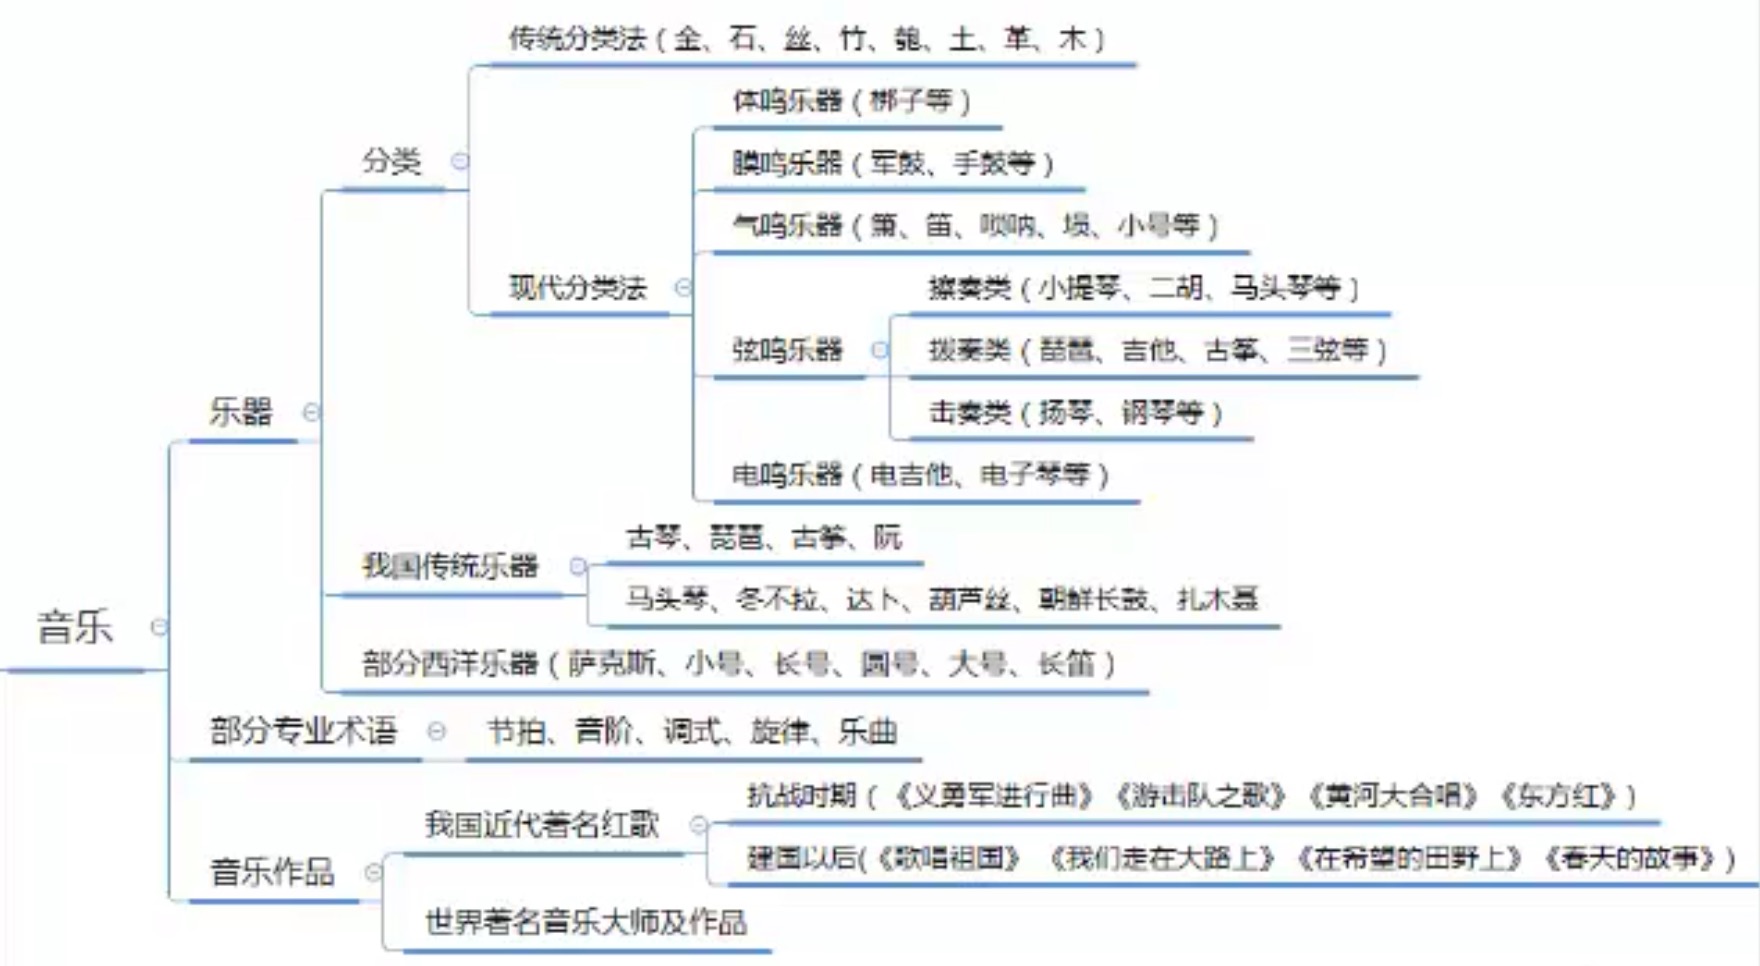 传统分类法（金、石、丝、竹、匏、土、革、木）
体鸣乐器（梆子等）
分类
膜鸣乐器（军鼓、手鼓等）
气鸣乐器（箫、笛、唢呐、埙、小号等）
现代分类法
擦奏类（小提琴、二胡、马头琴等）
弦鸣乐器
拨奏类（琵琶、吉他、古筝、三弦等）
乐器
击奏类（扬琴、钢琴等）
电鸣乐器（电吉他、电子琴等）
古琴、琵琶、古筝、阮
我国传统乐器
马头琴、冬不拉、达卜、葫芦丝、朝鲜长鼓、扎木聂
音乐
部分西洋乐器（萨克斯、小号、长号、圆号、大号、长笛）
部分专业术语
节拍、音阶、调式、旋律、乐曲
抗战时期（《义勇军进行曲》《游击队之歌》《黄河大合唱》《东方红》）
我国近代著名红歌
建国以后(《歌唱祖国》 《我们走在大路上》《在希望的田野上》《春天的故事》)
音乐作品
世界著名音乐大师及作品